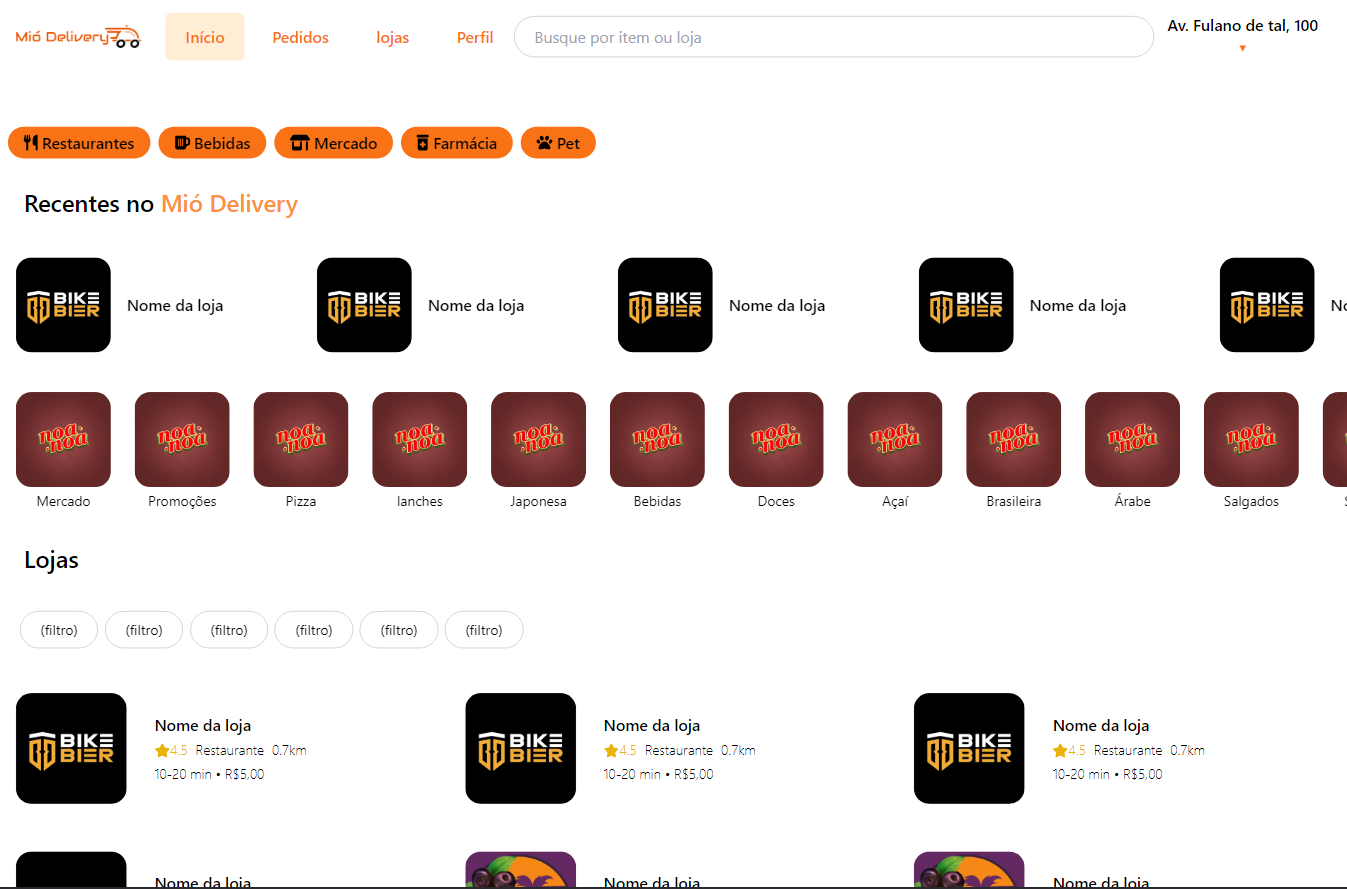 Mió Delivery Início Pedidos lojas Perfil Busque por item ou loja Av. Fulano de tal, 100
Restaurantes Bebidas Mercado Farmácia Pet
Recentes no Mió Delivery
BIKE BIER Nome da loja BIKE BIER Nome da loja BIKE BIER Nome da loja BIKE BIER Nome da loja BIKE BIER
noa noa noa noa noa noa noa noa noa noa noa noa noa noa noa noa noa noa noa noa noa noa
Mercado Promoções Pizza lanches Japonesa Bebidas Doces Açaí Brasileira Árabe Salgados
Lojas
(filtro) (filtro) (filtro) (filtro) (filtro) (filtro)
BIKE BIER BIKE BIER BIKE BIER
Nome da loja Nome da loja Nome da loja
4.5 Restaurante 0.7km 4.5 Restaurante 0.7km 4.5 Restaurante 0.7km
10-20 min • R$5,00 10-20 min • R$5,00 10-20 min • R$5,00
Nome da loja Nome da loja Nome da loja